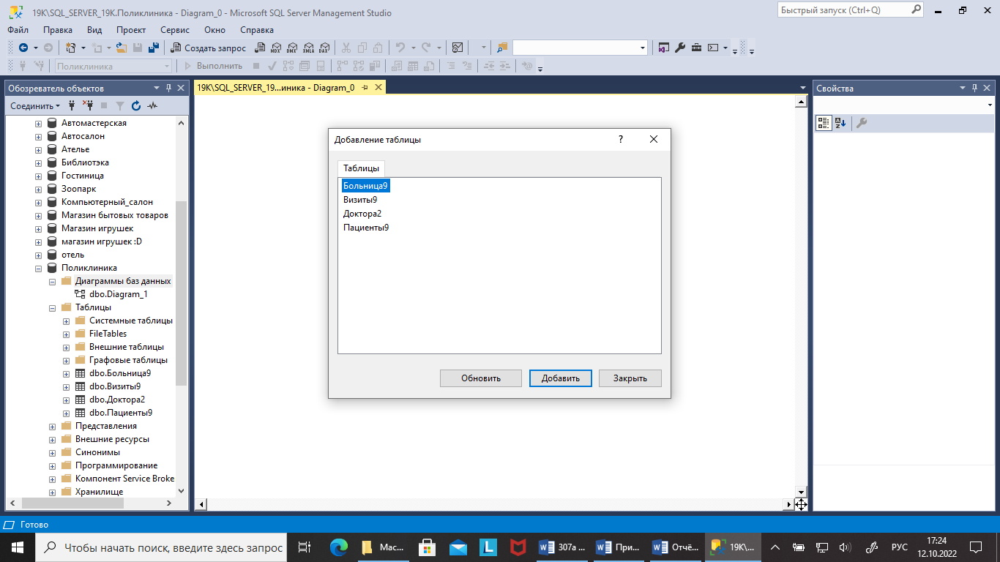 19K\SQL_SERVER_19K.Поликлиника - Diagram_0 - Microsoft SQL Server Management Studio
Быстрый запуск (Ctrl+Q)
Файл Правка Вид Проект Сервис Окно Справка
Создать запрос MDX DMX XMLA DAX
Поликлиника Выполнить
Обозреватель объектов
19K\SQL_SERVER_19...иника - Diagram_0
Свойства
Соединить
Автомастерская
Автосалон
Ателье
Библиотэка
Гостиница
Зоопарк
Компьютерный_салон
Магазин бытовых товаров
Магазин игрушек
магазин игрушек :D
отель
Поликлиника
Диаграммы баз данных
dbo.Diagram_1
Таблицы
Системные таблицы
FileTables
Внешние таблицы
Графовые таблицы
dbo.Больница9
dbo.Визиты9
dbo.Доктора2
dbo.Пациенты9
Представления
Внешние ресурсы
Синонимы
Программирование
Компонент Service Broke
Хранилище
Добавление таблицы
?
Таблицы
Больница9
Визиты9
Доктора2
Пациенты9
Обновить Добавить Закрыть
Готово
Чтобы начать поиск, введите здесь запрос
Мас...
307а ...
При...
Отчё...
19K\...
РУС
17:24
12.10.2022